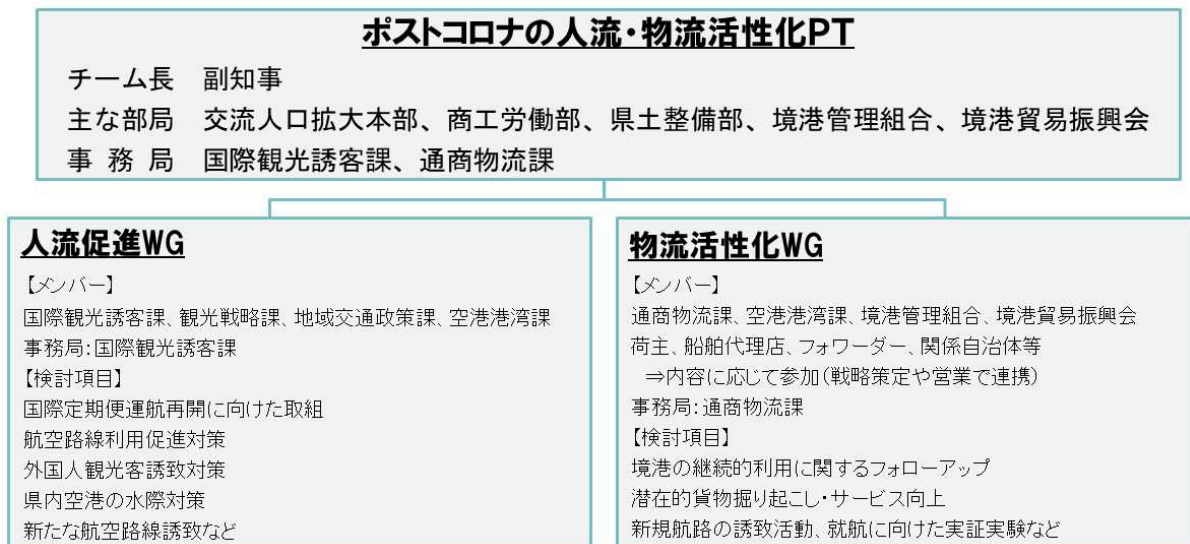 ポストコロナの人流・物流活性化PT
チーム長 副知事
主な部局 交流人口拡大本部、商工労働部、県土整備部、境港管理組合、境港貿易振興会
事務局 国際観光誘客課、通商物流課
人流促進WG
【メンバー】
国際観光誘客課、観光戦略課、地域交通政策課、空港港湾課
事務局:国際観光誘客課
【検討項目】
国際定期便運航再開に向けた取組
航空路線利用促進対策
外国人観光客誘致対策
県内空港の水際対策
新たな航空路線誘致など
物流活性化WG
【メンバー】
通商物流課、空港港湾課、境港管理組合、境港貿易振興会
荷主、船舶代理店、フォワーダー、関係自治体等
⇒内容に応じて参加(戦略策定や営業で連携)
事務局:通商物流課
【検討項目】
境港の継続的利用に関するフォローアップ
潜在的貨物掘り起こし・サービス向上
新規航路の誘致活動、就航に向けた実証実験など